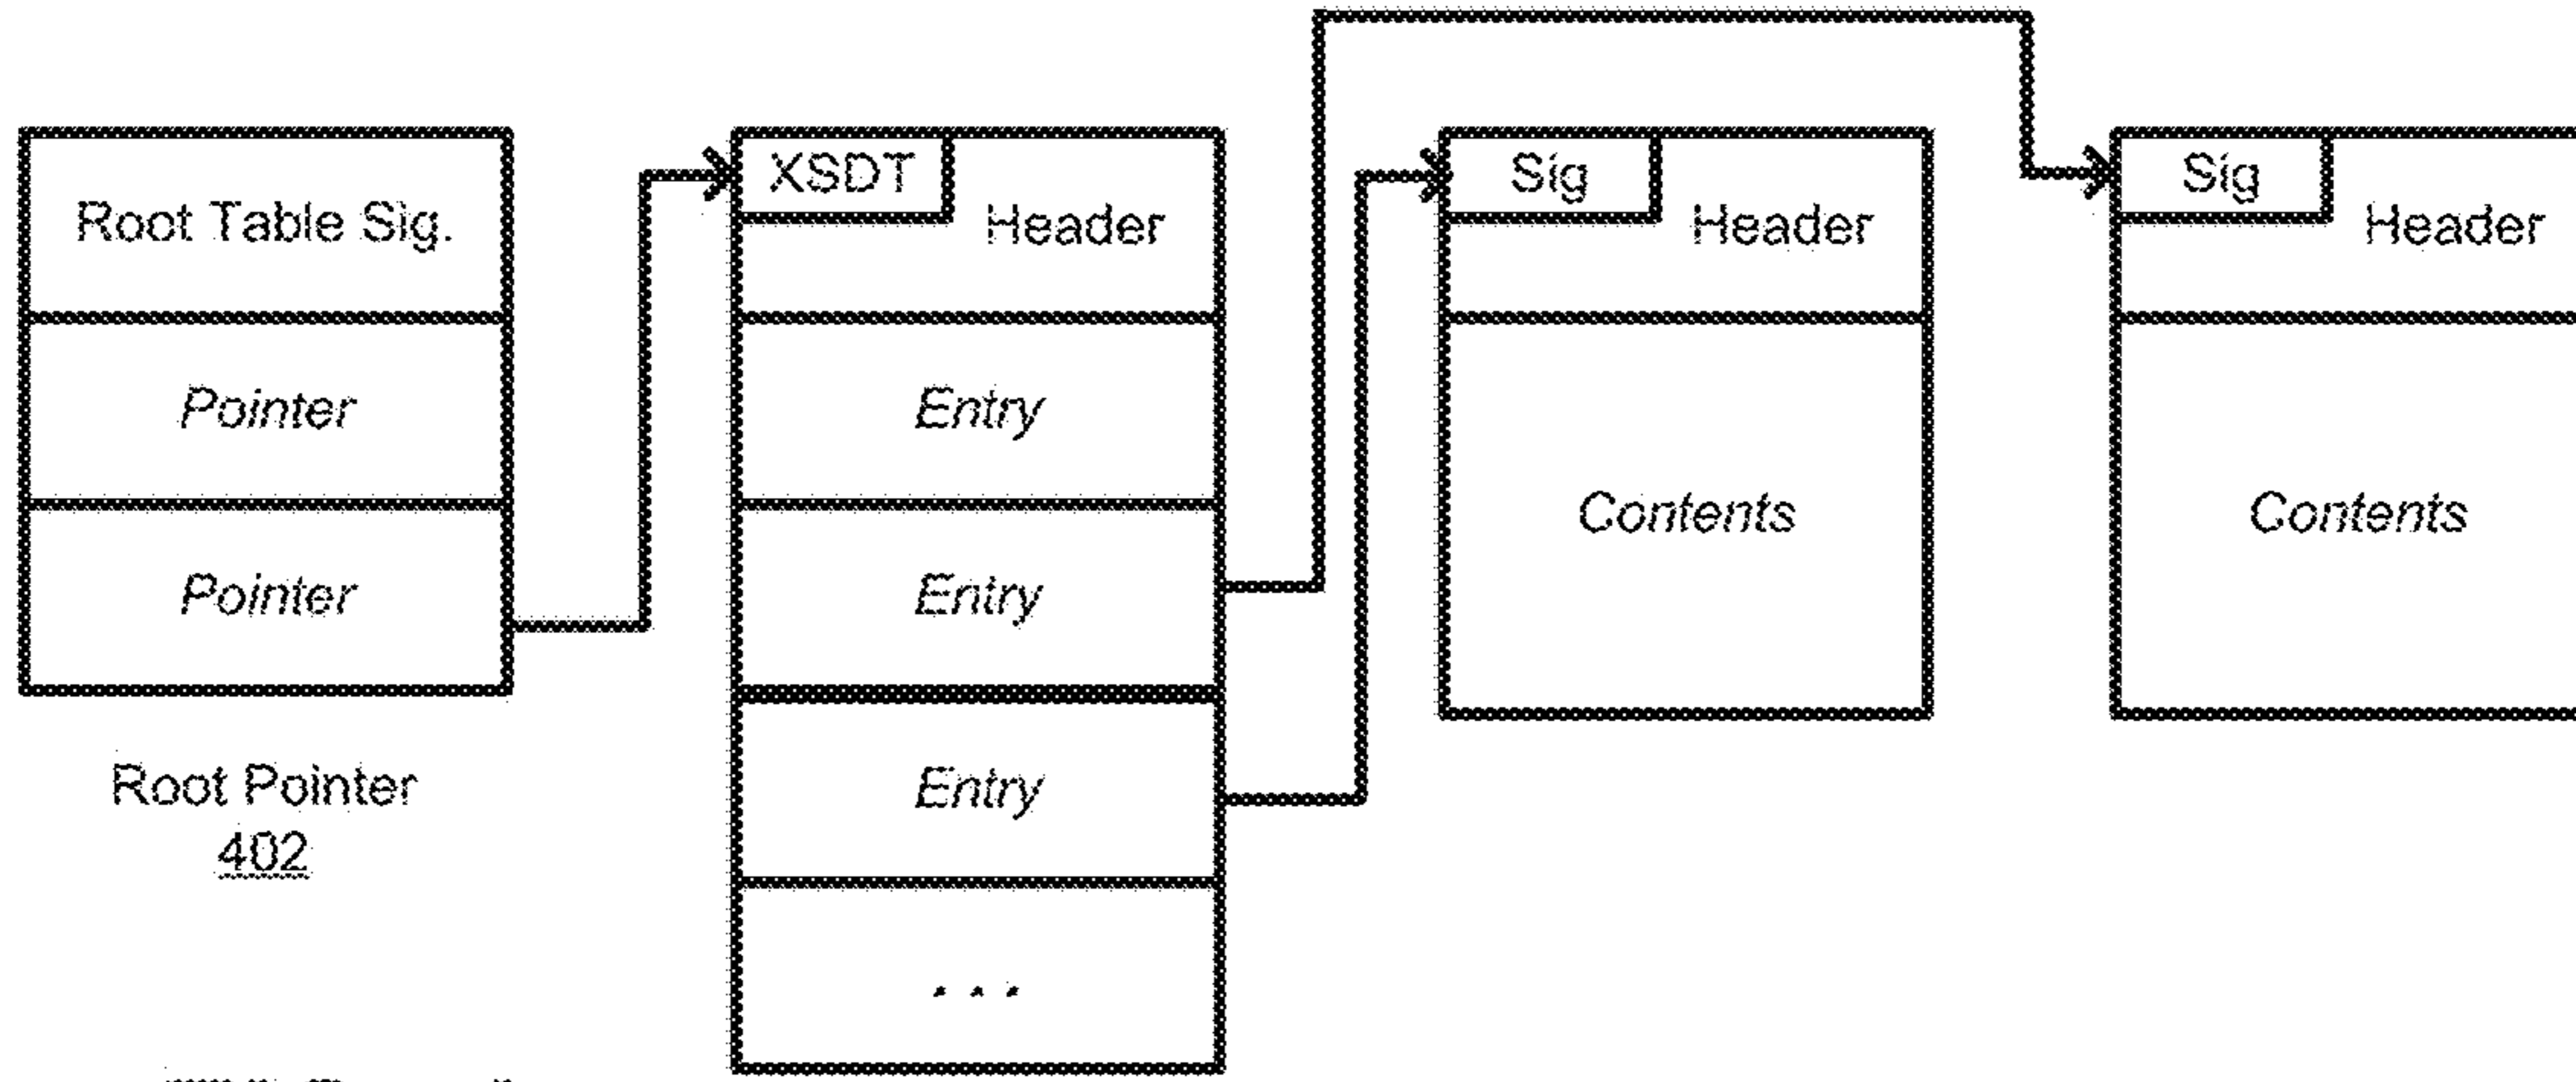 Root Table Sig.
Pointer
Pointer
Root Pointer
402
XSDT
Header
Entry
Entry
Entry
. . .
Sig
Header
Contents
Sig
Header
Contents